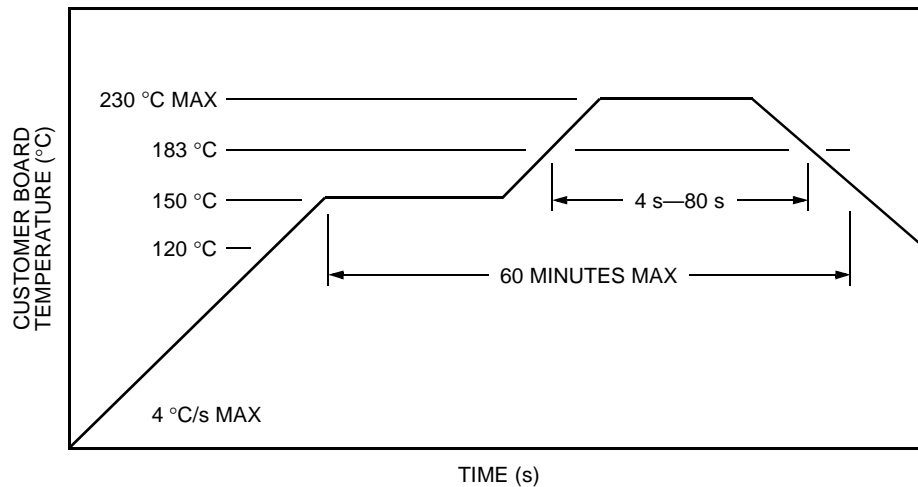 230 °C MAX
183 °C
150 °C
120 °C
4 s—80 s
60 MINUTES MAX
4 °C/s MAX
CUSTOMER BOARD
TEMPERATURE (°C)
TIME (s)